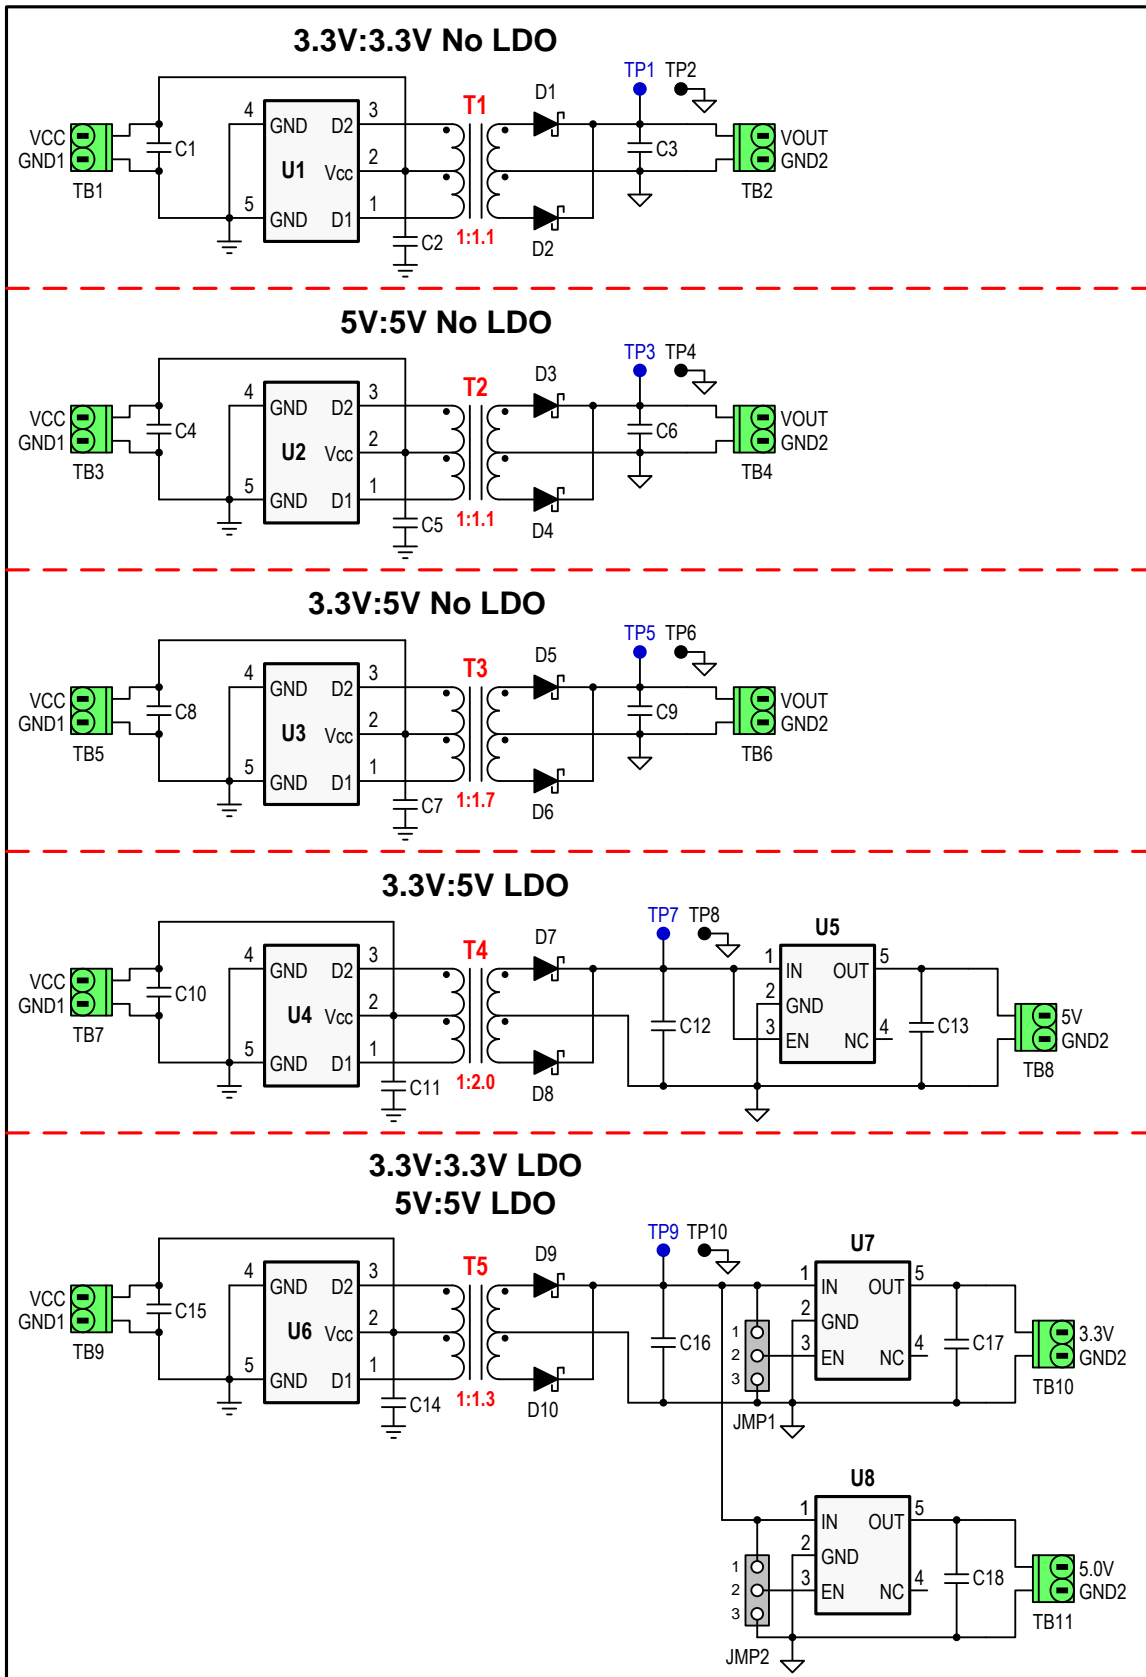 3.3V:3.3V No LDO
TP1 TP2
D1
T1
VCC
GND1
TB1
C1
4 GND D2 3
U1 Vcc 2
5 GND D1 1
C2
1:1.1
D2
C3
VOUT
GND2
TB2
5V:5V No LDO
TP3 TP4
D3
T2
VCC
GND1
TB3
C4
4 GND D2 3
U2 Vcc 2
5 GND D1 1
C5
1:1.1
D4
C6
VOUT
GND2
TB4
3.3V:5V No LDO
TP5 TP6
D5
T3
VCC
GND1
TB5
C8
4 GND D2 3
U3 Vcc 2
5 GND D1 1
C7
1:1.7
D6
C9
VOUT
GND2
TB6
3.3V:5V LDO
TP7 TP8
D7
T4
VCC
GND1
TB7
C10
4 GND D2 3
U4 Vcc 2
5 GND D1 1
C11
1:2.0
D8
C12
U5
1 IN OUT 5
2 GND
3 EN NC 4
C13
5V
GND2
TB8
3.3V:3.3V LDO
5V:5V LDO
TP9 TP10
D9
T5
VCC
GND1
TB9
C15
4 GND D2 3
U6 Vcc 2
5 GND D1 1
C14
1:1.3
D10
C16
1
2
3
JMP1
U7
1 IN OUT 5
2 GND
3 EN NC 4
C17
3.3V
GND2
TB10
1
2
3
JMP2
U8
1 IN OUT 5
2 GND
3 EN NC 4
C18
5.0V
GND2
TB11